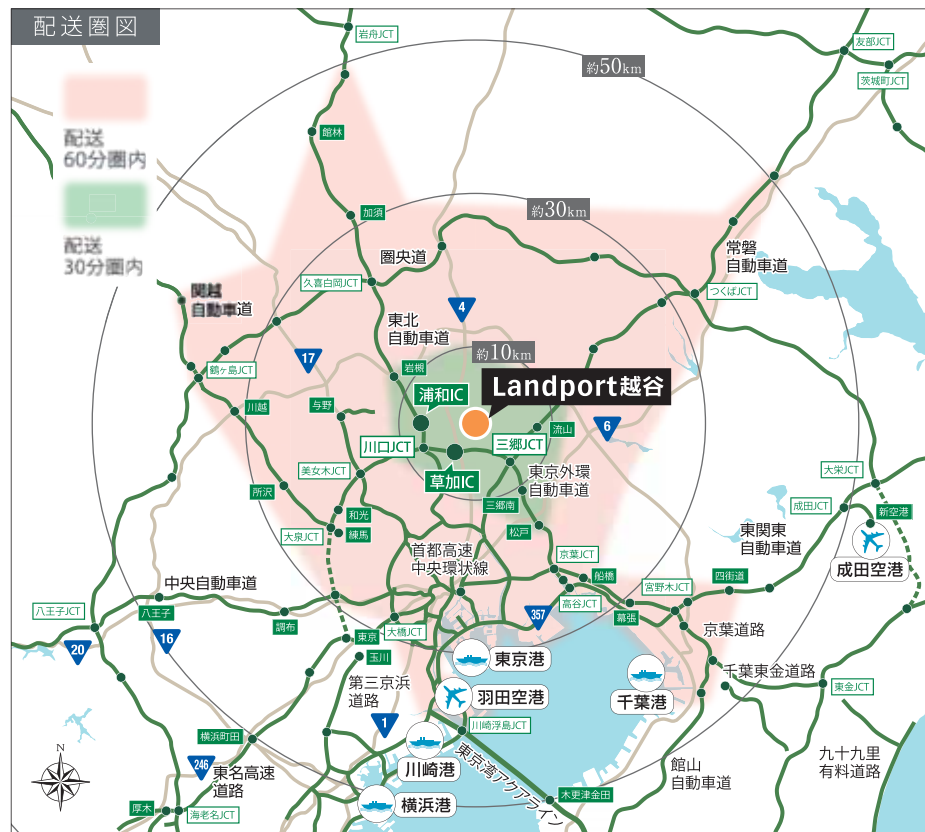 配送圏図
配送
60分圏内
配送
30分圏内
約50km
約30km
約10km
岩舟JCT
友部JCT
茨城町JCT
館林
加須
圏央道
常磐
自動車道
関越
自動車道
久喜白岡JCT
つくばJCT
4
東北
自動車道
17
鶴ヶ島JCT
岩槻
Landport越谷
浦和IC
川越
与野
流山
6
川口JCT
三郷JCT
草加IC
美女木JCT
東京外環
自動車道
大栄JCT
所沢
三郷南
成田JCT
新空港
和光
大泉JCT
練馬
松戸
東関東
自動車道
成田空港
首都高速
中央環状線
京葉JCT
船橋
宮野木JCT
四街道
中央自動車道
高谷JCT
八王子JCT
八王子
調布
357
幕張
京葉道路
20
16
東京
大橋JCT
玉川
東京港
千葉東金道路
第三京浜
道路
羽田空港
千葉港
東金JCT
1
川崎浮島JCT
横浜町田
川崎港
東京湾アクアライン
館山
自動車道
九十九里
有料道路
246
東名高速
道路
N
厚木
海老名JCT
横浜港
木更津金田